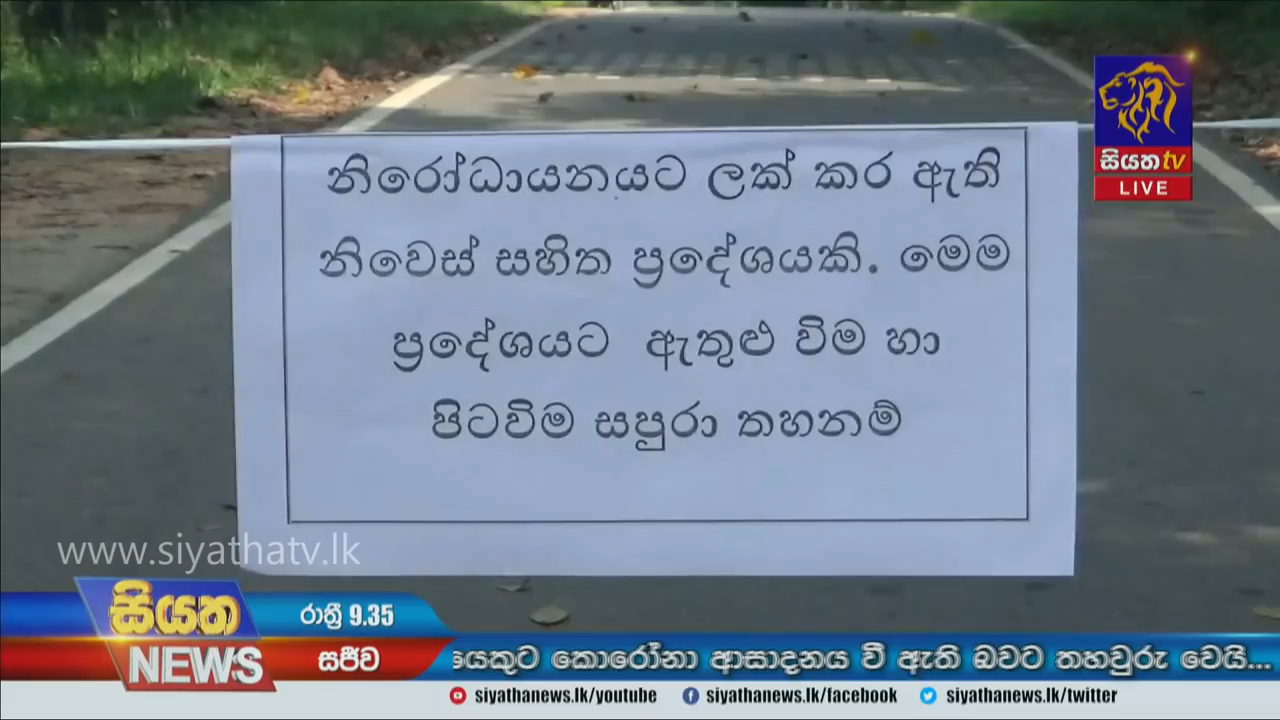 නිරෝධායනයට ලක් කර ඇති
නිවෙස් සහිත ප්‍රදේශයකි. මෙම
ප්‍රදේශයට ඇතුළු විම හා
පිටවිම සපුරා තහනම්
සියත tv
LIVE
www.siyathatv.lk
සියත
NEWS
රාත්‍රී 9.35
සජීව
යෙකුට කොරෝනා ආසාදනය වී ඇති බවට තහවුරු වෙයි...
siyathanews.lk/youtube
siyathanews.lk/facebook
siyathanews.lk/twitter